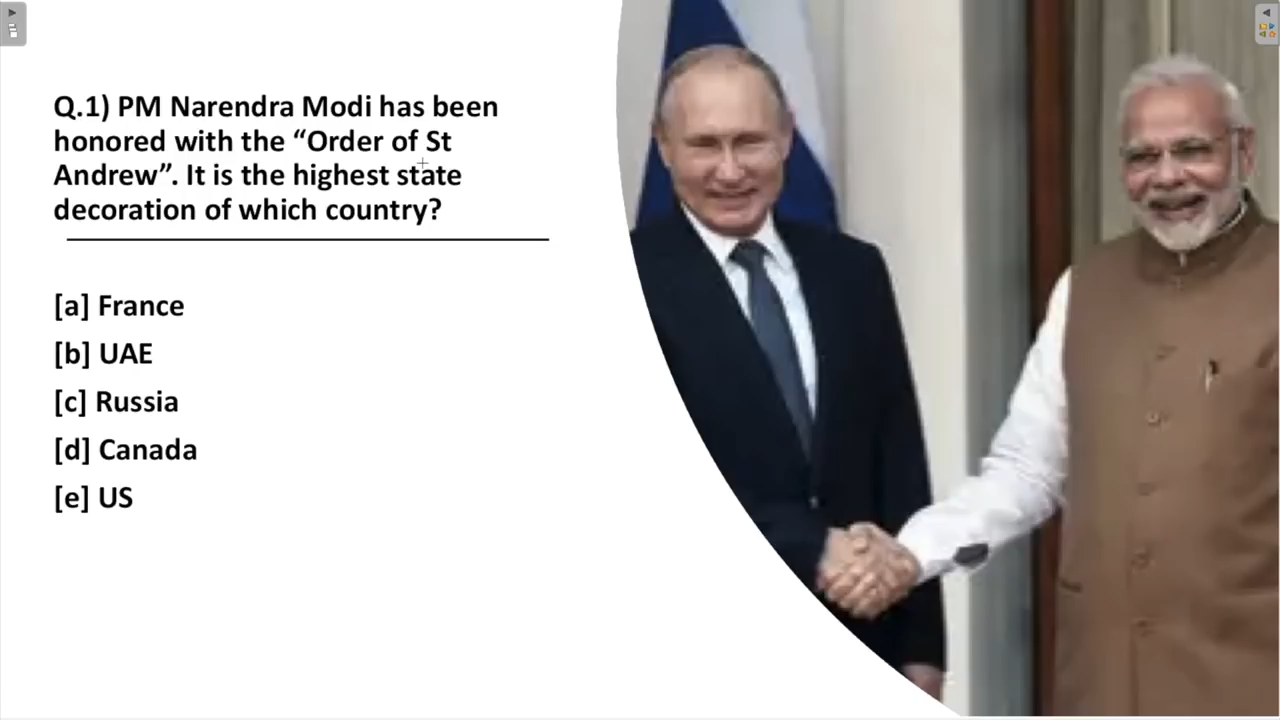 Q.1) PM Narendra Modi has been
honored with the “Order of St
Andrew”. It is the highest state
decoration of which country?
[a] France
[b] UAE
[c] Russia
[d] Canada
[e] US